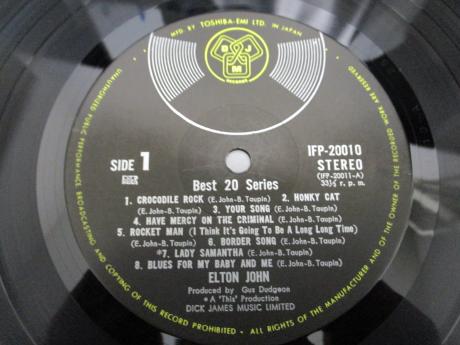 MFD BY TOSHIBA-EMI LTD. IN JAPAN
D J M
RECORDS
SIDE 1
IFP-20010
STEREO
(IFP-20011-A)
33⅓ r. p. m.
Best 20 Series
1. CROCODILE ROCK (E. John-B. Taupin) 2. HONKY CAT
(E. John-B. Taupin) 3. YOUR SONG (E. John-B. Taupin)
4. HAVE MERCY ON THE CRIMINAL (E. John-B. Taupin)
5. ROCKET MAN (I Think It's Going To Be A Long Long Time)
(E. John-B. Taupin) 6. BORDER SONG (E. John-B. Taupin)
*7. LADY SAMANTHA (E. John-B. Taupin)
8. BLUES FOR MY BABY AND ME (E. John-B. Taupin)
ELTON JOHN
Produced by Gus Dudgeon
*A 'This' Production
DICK JAMES MUSIC LIMITED
UNAUTHORIZED PUBLIC PERFORMANCE, BROADCASTING AND COPYING OF THIS RECORD PROHIBITED · ALL RIGHTS OF THE MANUFACTURER AND OF THE OWNER OF THE RECORDED WORK ARE RESERVED